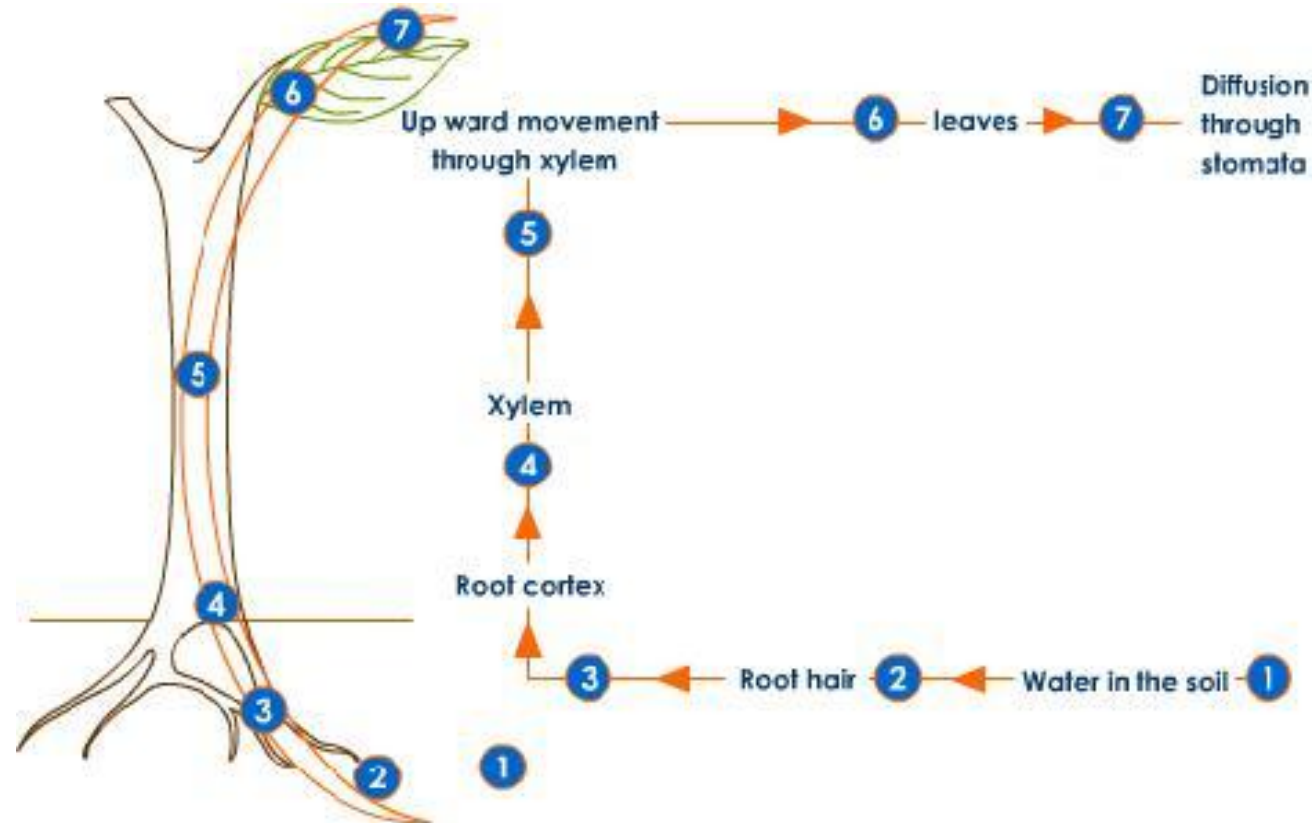 7
6
Up ward movement
through xylem
6
leaves
7
Diffusion
through
stomata
5
5
Xylem
4
Root cortex
4
3
Root hair
2
Water in the soil
1
3
2
1